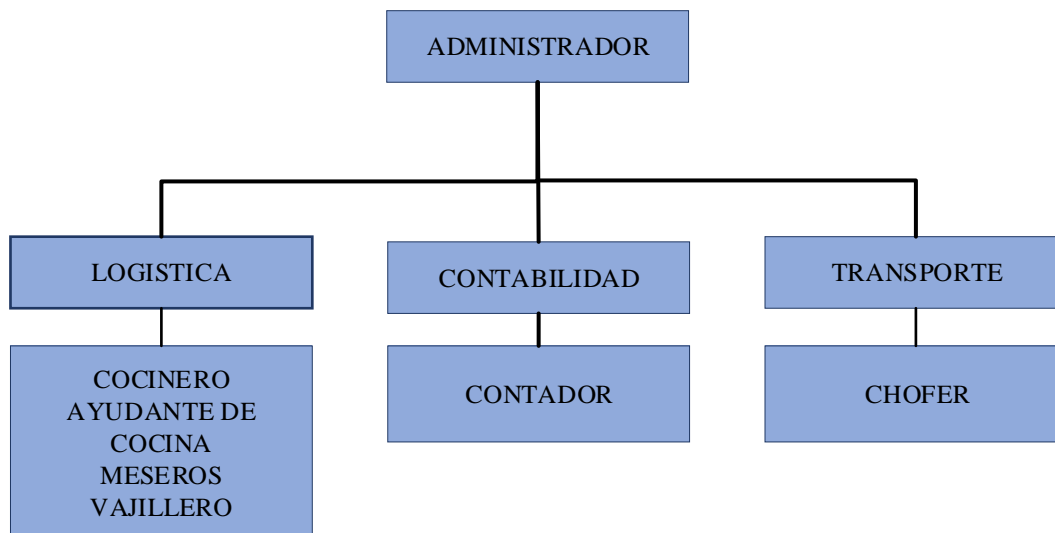 ADMINISTRADOR
LOGISTICA
CONTABILIDAD
TRANSPORTE
COCINERO
AYUDANTE DE
COCINA
MESEROS
VAJILLERO
CONTADOR
CHOFER